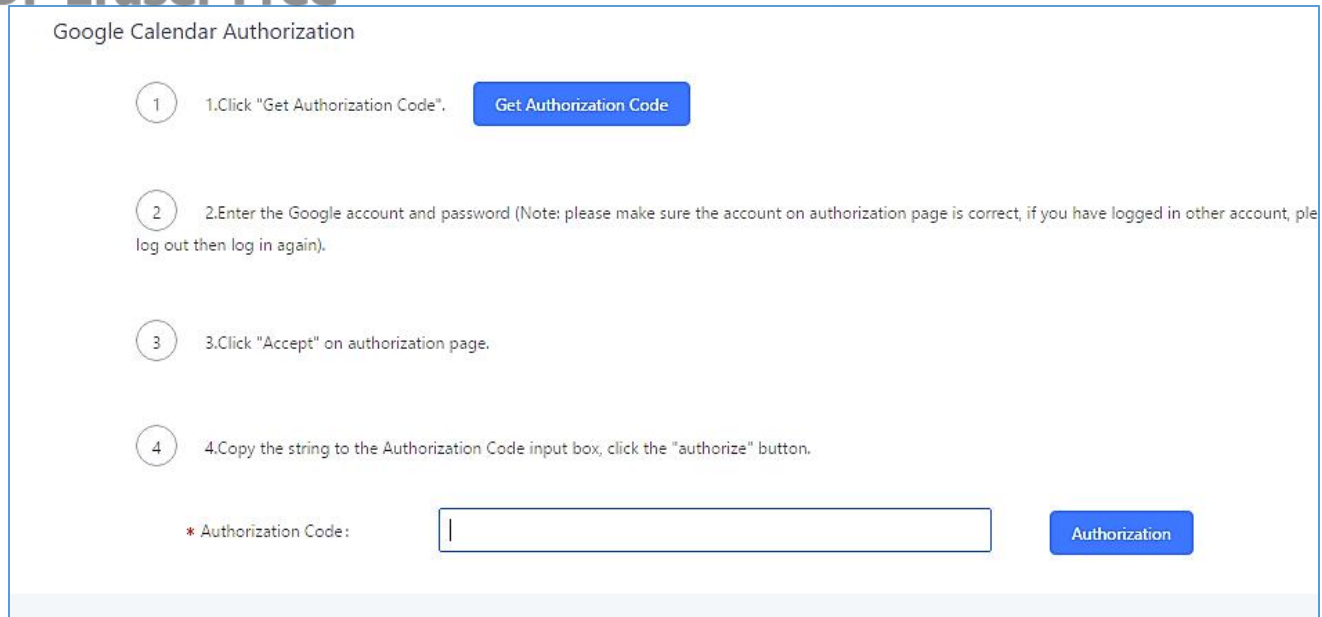 or Eraser Free
Google Calendar Authorization
1 1.Click "Get Authorization Code". Get Authorization Code
2 2.Enter the Google account and password (Note: please make sure the account on authorization page is correct, if you have logged in other account, ple
log out then log in again).
3 3.Click "Accept" on authorization page.
4 4.Copy the string to the Authorization Code input box, click the "authorize" button.
* Authorization Code: Authorization